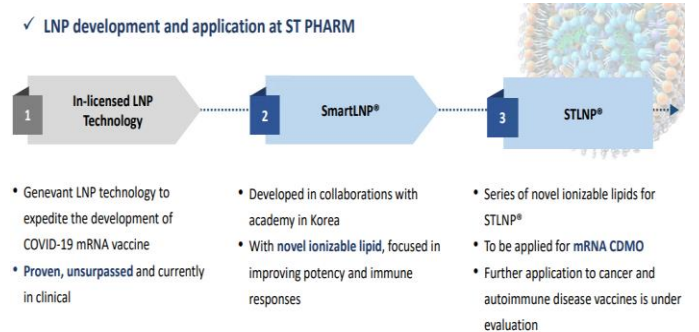 ✓ LNP development and application at ST PHARM
1
In-licensed LNP
Technology
2
SmartLNP®
3
STLNP®
• Genevant LNP technology to
expedite the development of
COVID-19 mRNA vaccine
• Proven, unsurpassed and currently
in clinical
• Developed in collaborations with
academy in Korea
• With novel ionizable lipid, focused in
improving potency and immune
responses
• Series of novel ionizable lipids for
STLNP®
• To be applied for mRNA CDMO
• Further application to cancer and
autoimmune disease vaccines is under
evaluation